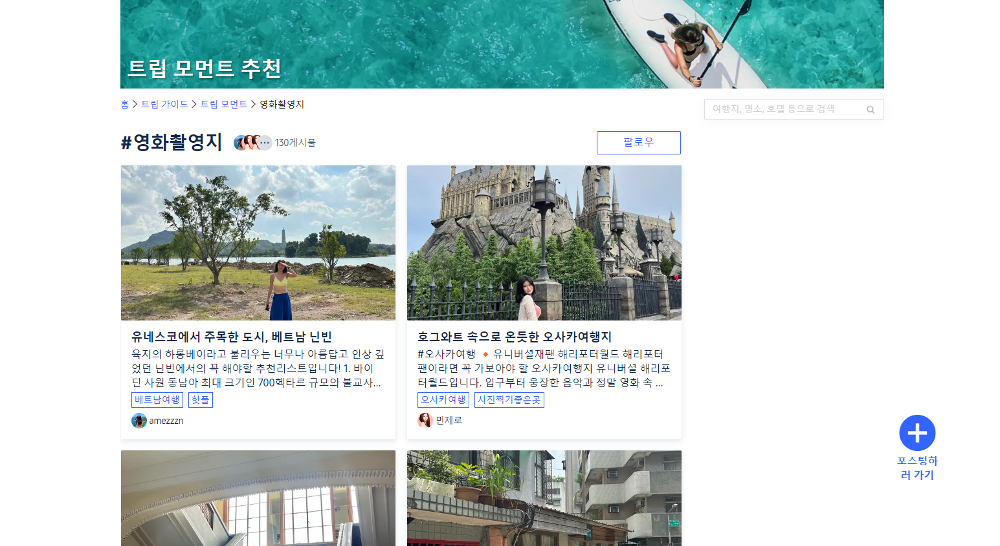 트립 모먼트 추천
홈 > 트립 가이드 > 트립 모먼트 > 영화촬영지
여행지, 명소, 호텔 등으로 검색
#영화촬영지
130게시물
팔로우
유네스코에서 주목한 도시, 베트남 닌빈
육지의 하롱베이라고 불리우는 너무나 아름답고 인상 깊
었던 닌빈에서의 꼭 해야할 추천리스트입니다! 1. 바이
딘 사원 동남아 최대 크기인 700헥타르 규모의 불교사...
베트남여행 핫플
amezzzn
호그와트 속으로 온듯한 오사카여행지
#오사카여행 🔸유니버셜재팬 해리포터월드 해리포터
팬이라면 꼭 가보아야 할 오사카여행지 유니버셜 해리포
터월드입니다. 입구부터 웅장한 음악과 정말 영화 속 ...
오사카여행 사진찍기좋은곳
민제로
포스팅하
러 가기